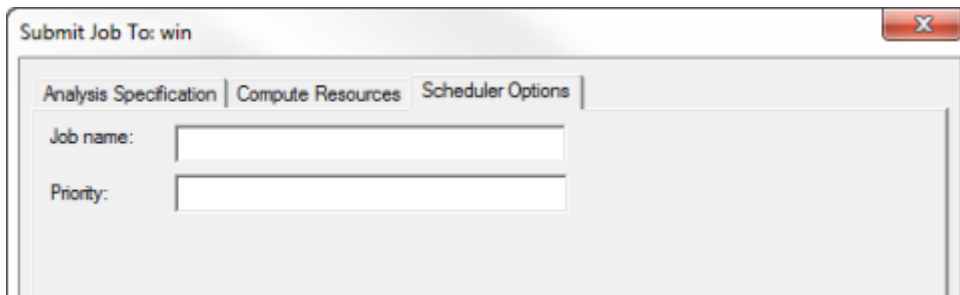 Submit Job To: win
Analysis Specification Compute Resources Scheduler Options
Job name:
Priority: